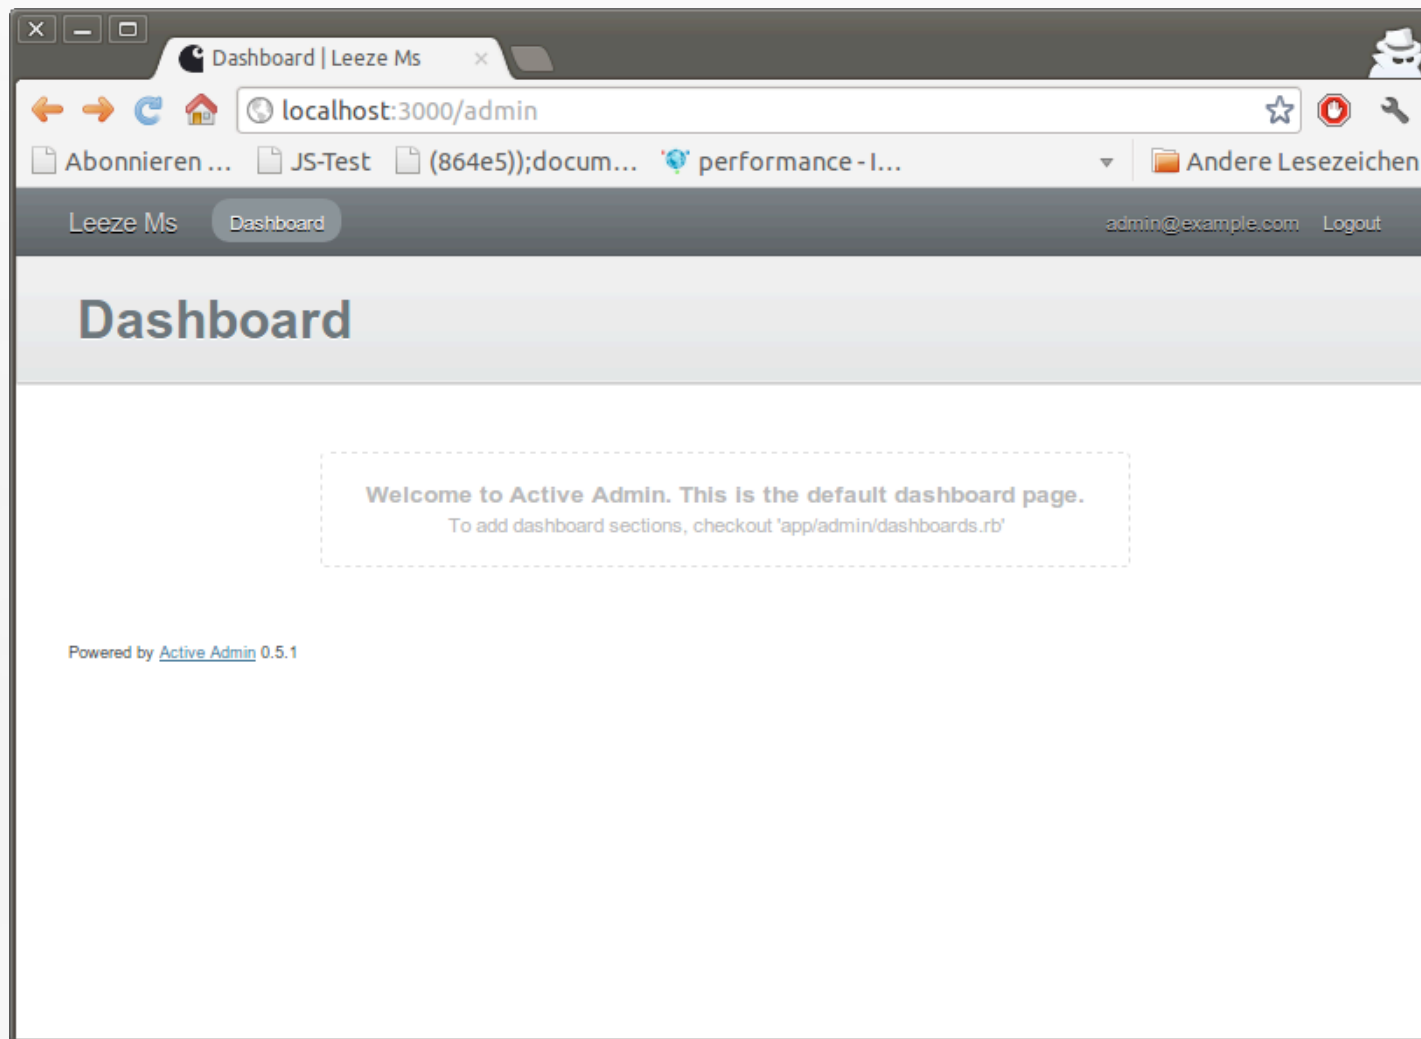 Dashboard | Leeze Ms
localhost:3000/admin
Abonnieren ... JS-Test (864e5));docum... performance - I... Andere Lesezeichen
Leeze Ms Dashboard admin@example.com Logout
Dashboard
Welcome to Active Admin. This is the default dashboard page.
To add dashboard sections, checkout 'app/admin/dashboards.rb'
Powered by Active Admin 0.5.1